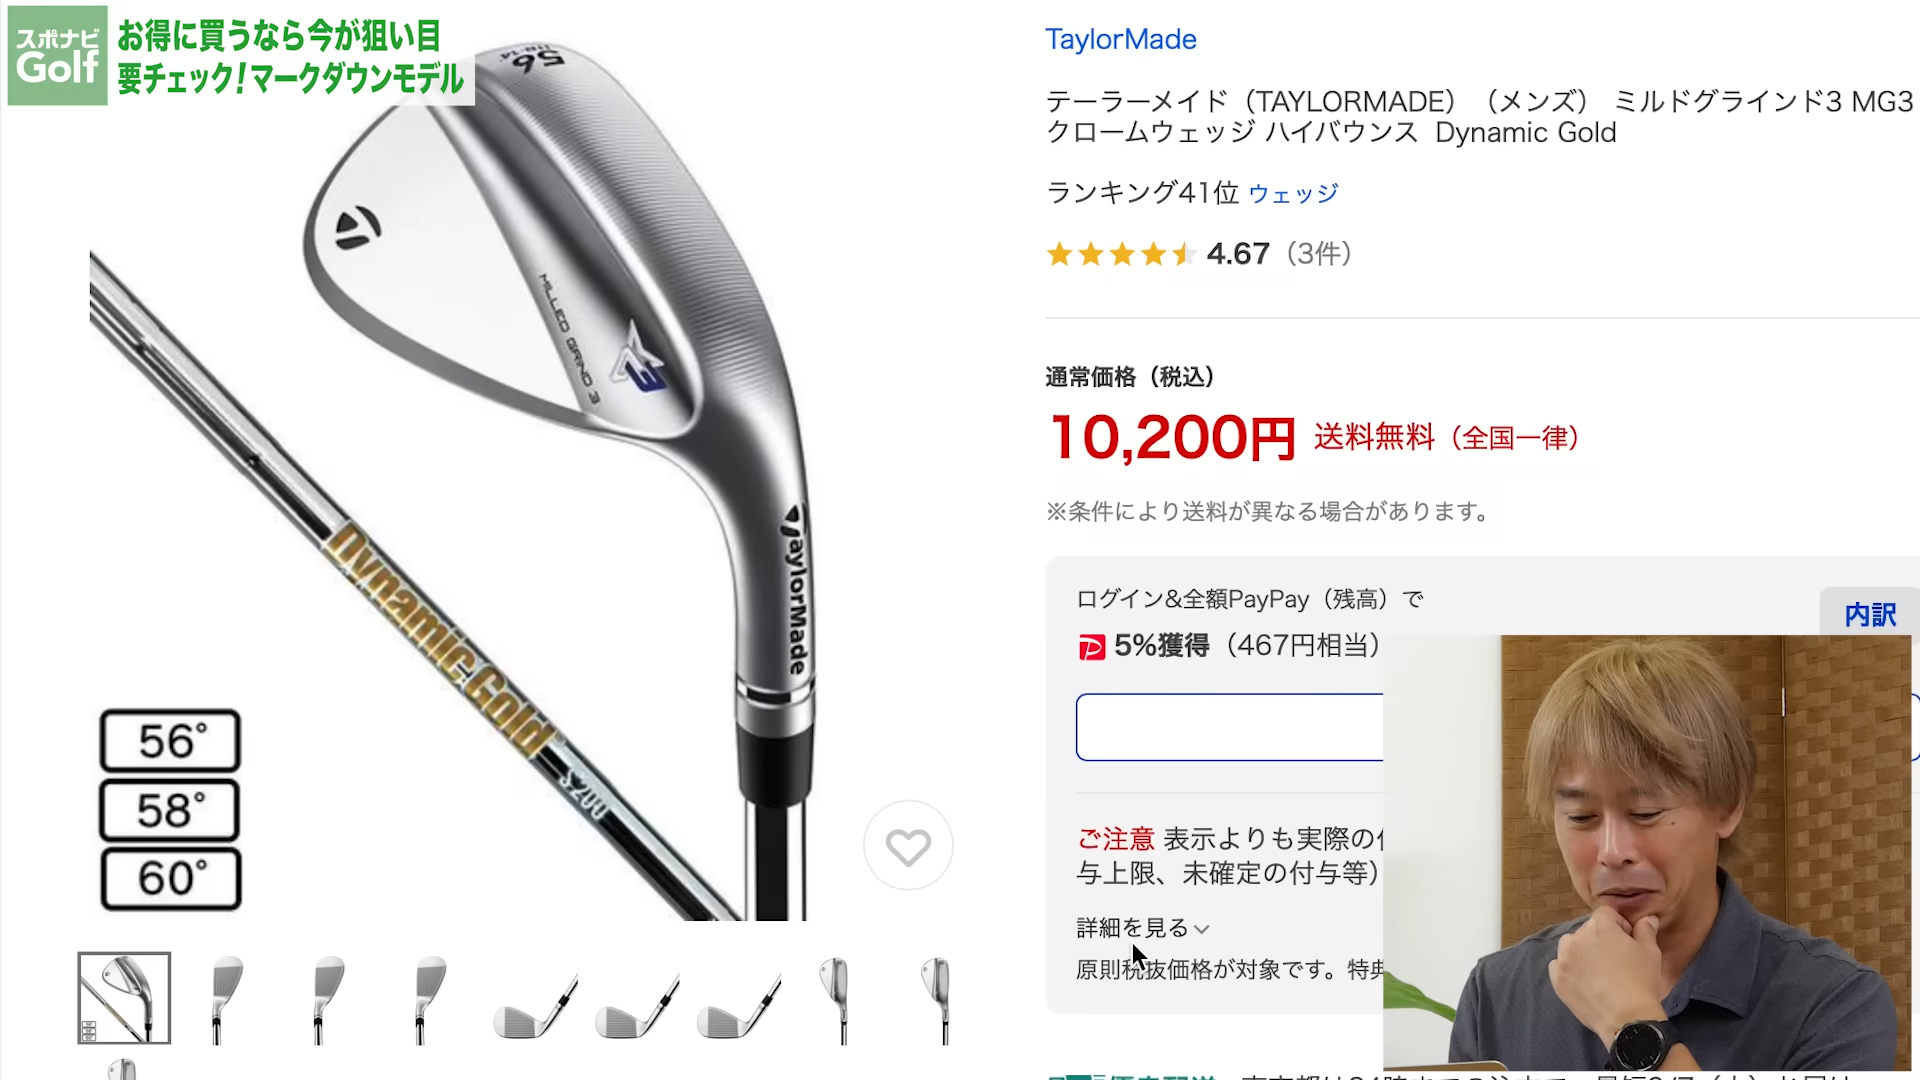 スポナビ
Golf
お得に買うなら今が狙い目
要チェック!マークダウンモデル
56°
MILLED GRIND 3
TaylorMade
Dynamic Gold
S200
56°
58°
60°
TaylorMade
テーラーメイド（TAYLORMADE）（メンズ） ミルドグラインド3 MG3
クロームウェッジ ハイバウンス Dynamic Gold
ランキング41位 ウェッジ
4.67（3件）
通常価格（税込）
10,200円 送料無料（全国一律）
※条件により送料が異なる場合があります。
ログイン&全額PayPay（残高）で
内訳
5%獲得（467円相当）
ご注意 表示よりも実際の
与上限、未確定の付与等）
詳細を見る
原則税抜価格が対象です。特典